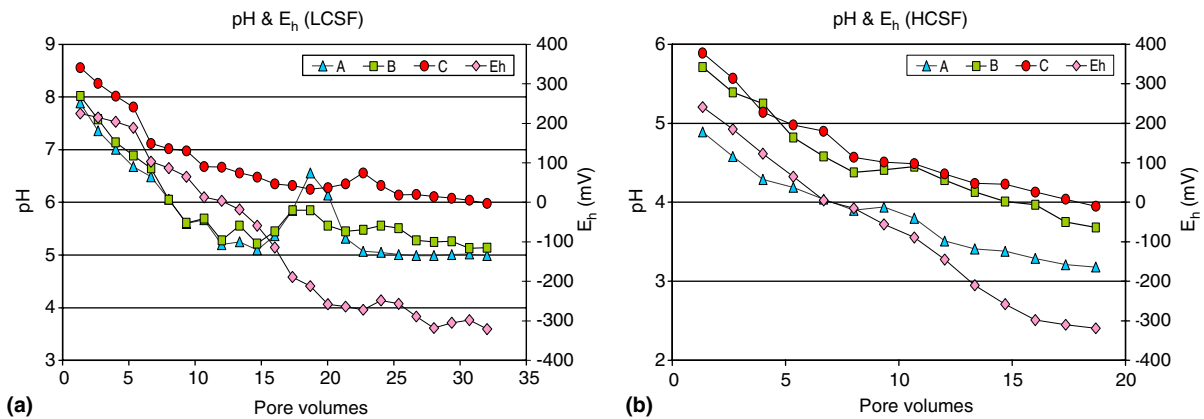 pH & Eh (LCSF)
A B C Eh
9
8
7
6
5
4
3
pH
400
300
200
100
0
-100
-200
-300
-400
Eh (mV)
0 5 10 15 20 25 30 35
Pore volumes
(a)
pH & Eh (HCSF)
A B C Eh
6
5
4
3
2
pH
400
300
200
100
0
-100
-200
-300
-400
Eh (mV)
0 5 10 15 20
Pore volumes
(b)